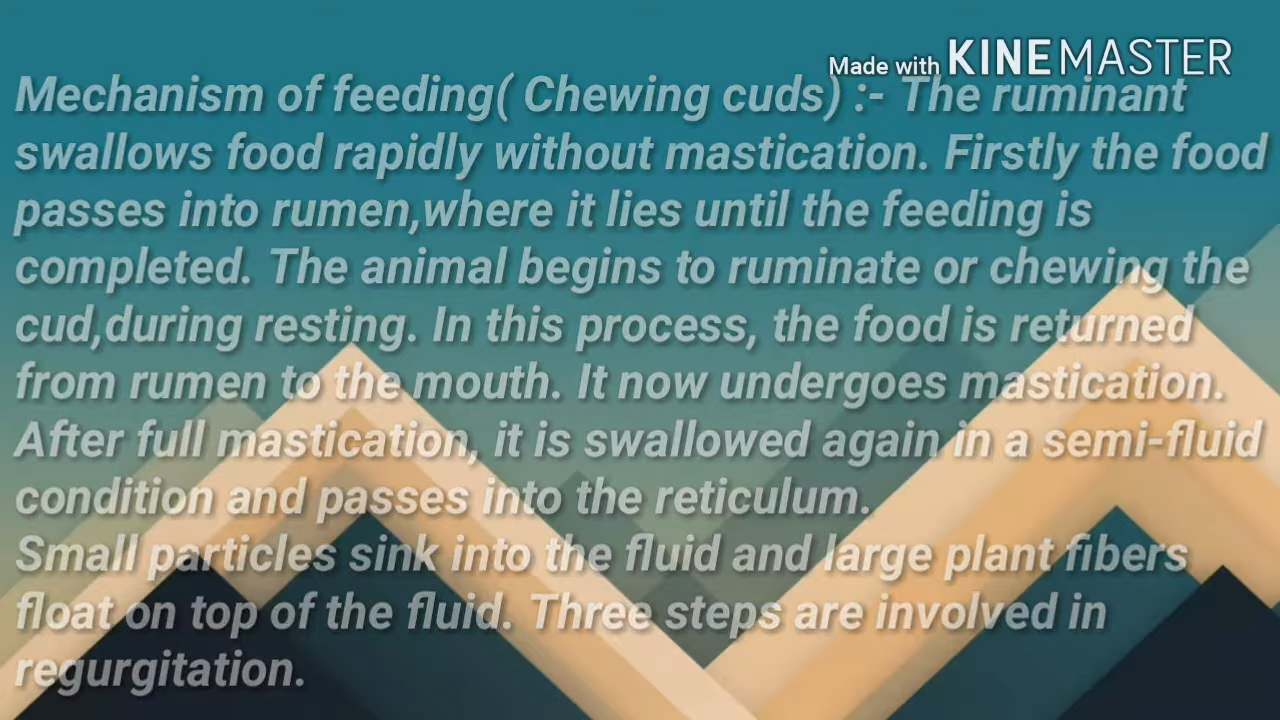 Made with KINEMASTER
Mechanism of feeding( Chewing cuds) :- The ruminant
swallows food rapidly without mastication. Firstly the food
passes into rumen,where it lies until the feeding is
completed. The animal begins to ruminate or chewing the
cud,during resting. In this process, the food is returned
from rumen to the mouth. It now undergoes mastication.
After full mastication, it is swallowed again in a semi-fluid
condition and passes into the reticulum.
Small particles sink into the fluid and large plant fibers
float on top of the fluid. Three steps are involved in
regurgitation.